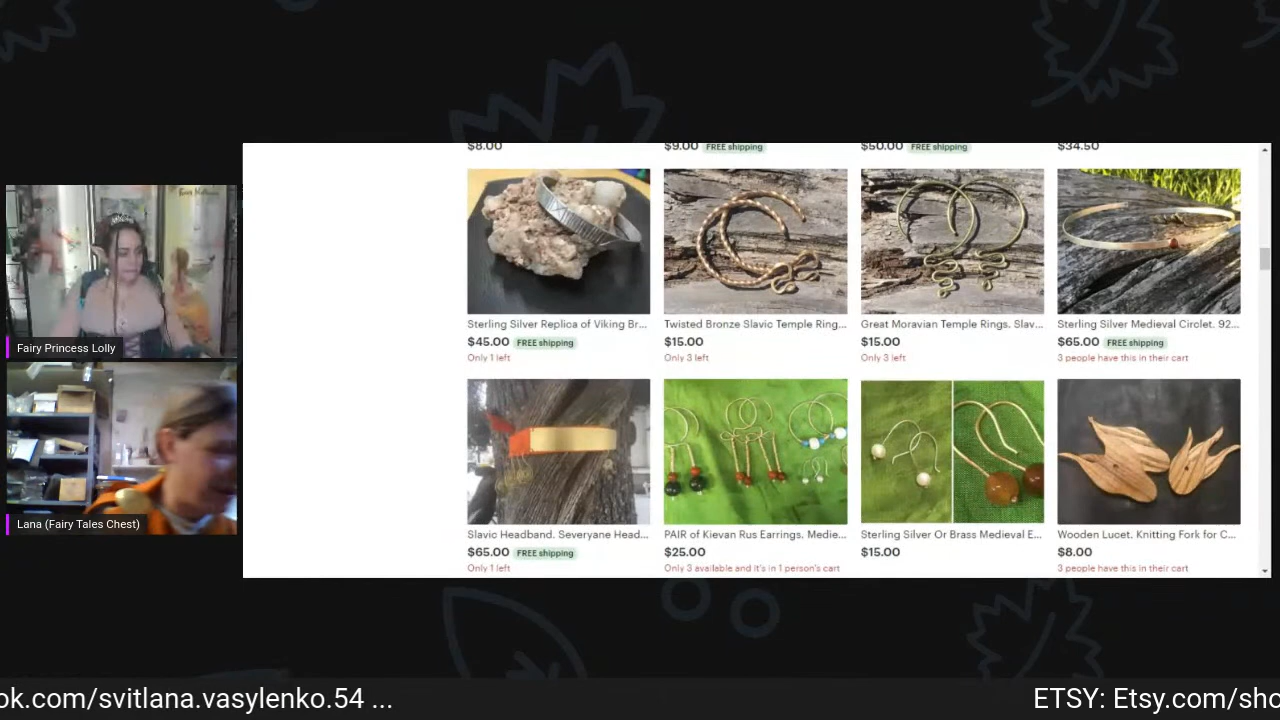 $8.00
$9.00 FREE shipping
$50.00 FREE shipping
$34.50
Sterling Silver Replica of Viking Br...
$45.00 FREE shipping
Only 1 left
Twisted Bronze Slavic Temple Ring...
$15.00
Only 3 left
Great Moravian Temple Rings. Slav...
$15.00
Only 3 left
Sterling Silver Medieval Circlet. 92...
$65.00 FREE shipping
3 people have this in their cart
Fairy Princess Lolly
Lana (Fairy Tales Chest)
Slavic Headband. Severyane Head...
$65.00 FREE shipping
Only 1 left
PAIR of Kievan Rus Earrings. Medie...
$25.00
Only 3 available and it's in 1 person's cart
Sterling Silver Or Brass Medieval E...
$15.00
Wooden Lucet. Knitting Fork for C...
$8.00
3 people have this in their cart
ok.com/svitlana.vasylenko.54 ...
ETSY: Etsy.com/sho